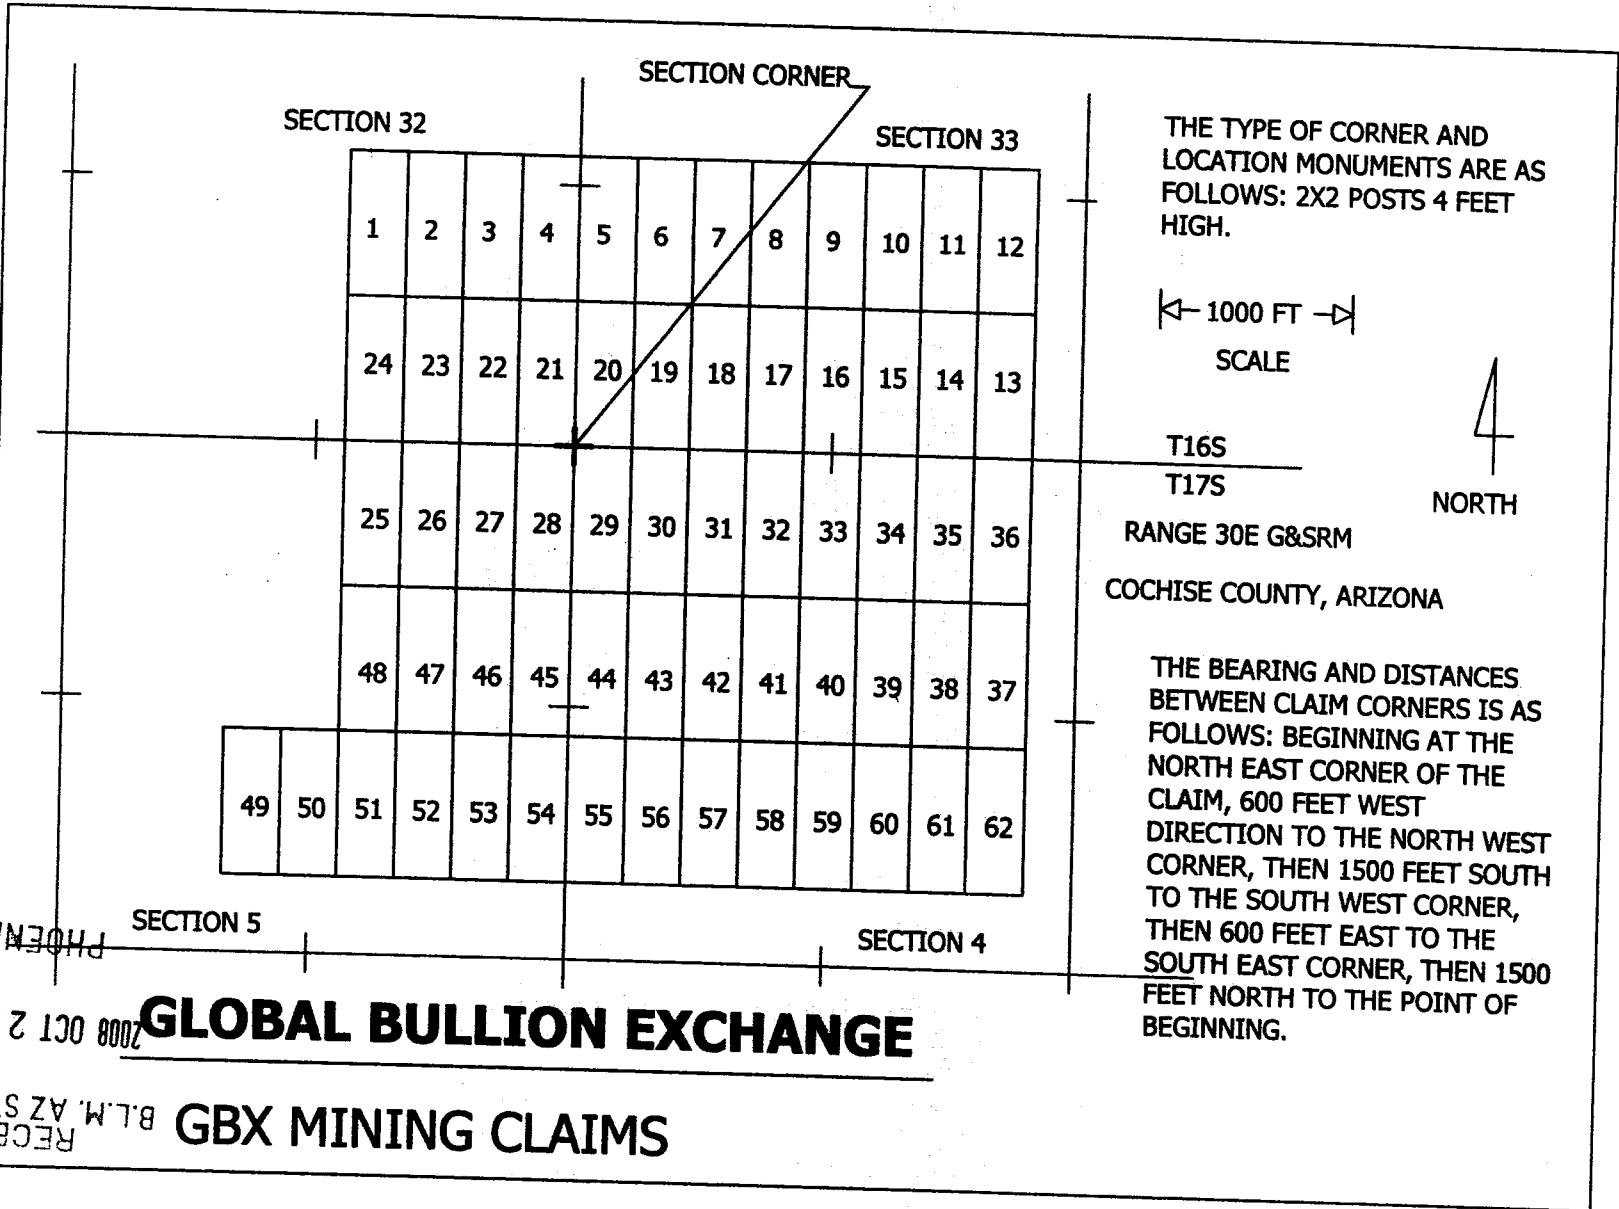 SECTION CORNER
SECTION 32
SECTION 33
THE TYPE OF CORNER AND
LOCATION MONUMENTS ARE AS
FOLLOWS: 2X2 POSTS 4 FEET
HIGH.
1 2 3 4 5 6 7 8 9 10 11 12
1000 FT
SCALE
24 23 22 21 20 19 18 17 16 15 14 13
T16S
T17S
NORTH
25 26 27 28 29 30 31 32 33 34 35 36
RANGE 30E G&SRM
COCHISE COUNTY, ARIZONA
48 47 46 45 44 43 42 41 40 39 38 37
THE BEARING AND DISTANCES
BETWEEN CLAIM CORNERS IS AS
FOLLOWS: BEGINNING AT THE
NORTH EAST CORNER OF THE
CLAIM, 600 FEET WEST
DIRECTION TO THE NORTH WEST
CORNER, THEN 1500 FEET SOUTH
TO THE SOUTH WEST CORNER,
THEN 600 FEET EAST TO THE
SOUTH EAST CORNER, THEN 1500
FEET NORTH TO THE POINT OF
BEGINNING.
49 50 51 52 53 54 55 56 57 58 59 60 61 62
SECTION 5
SECTION 4
2008 OCT 2
GLOBAL BULLION EXCHANGE
B.L.M. AZ
GBX MINING CLAIMS